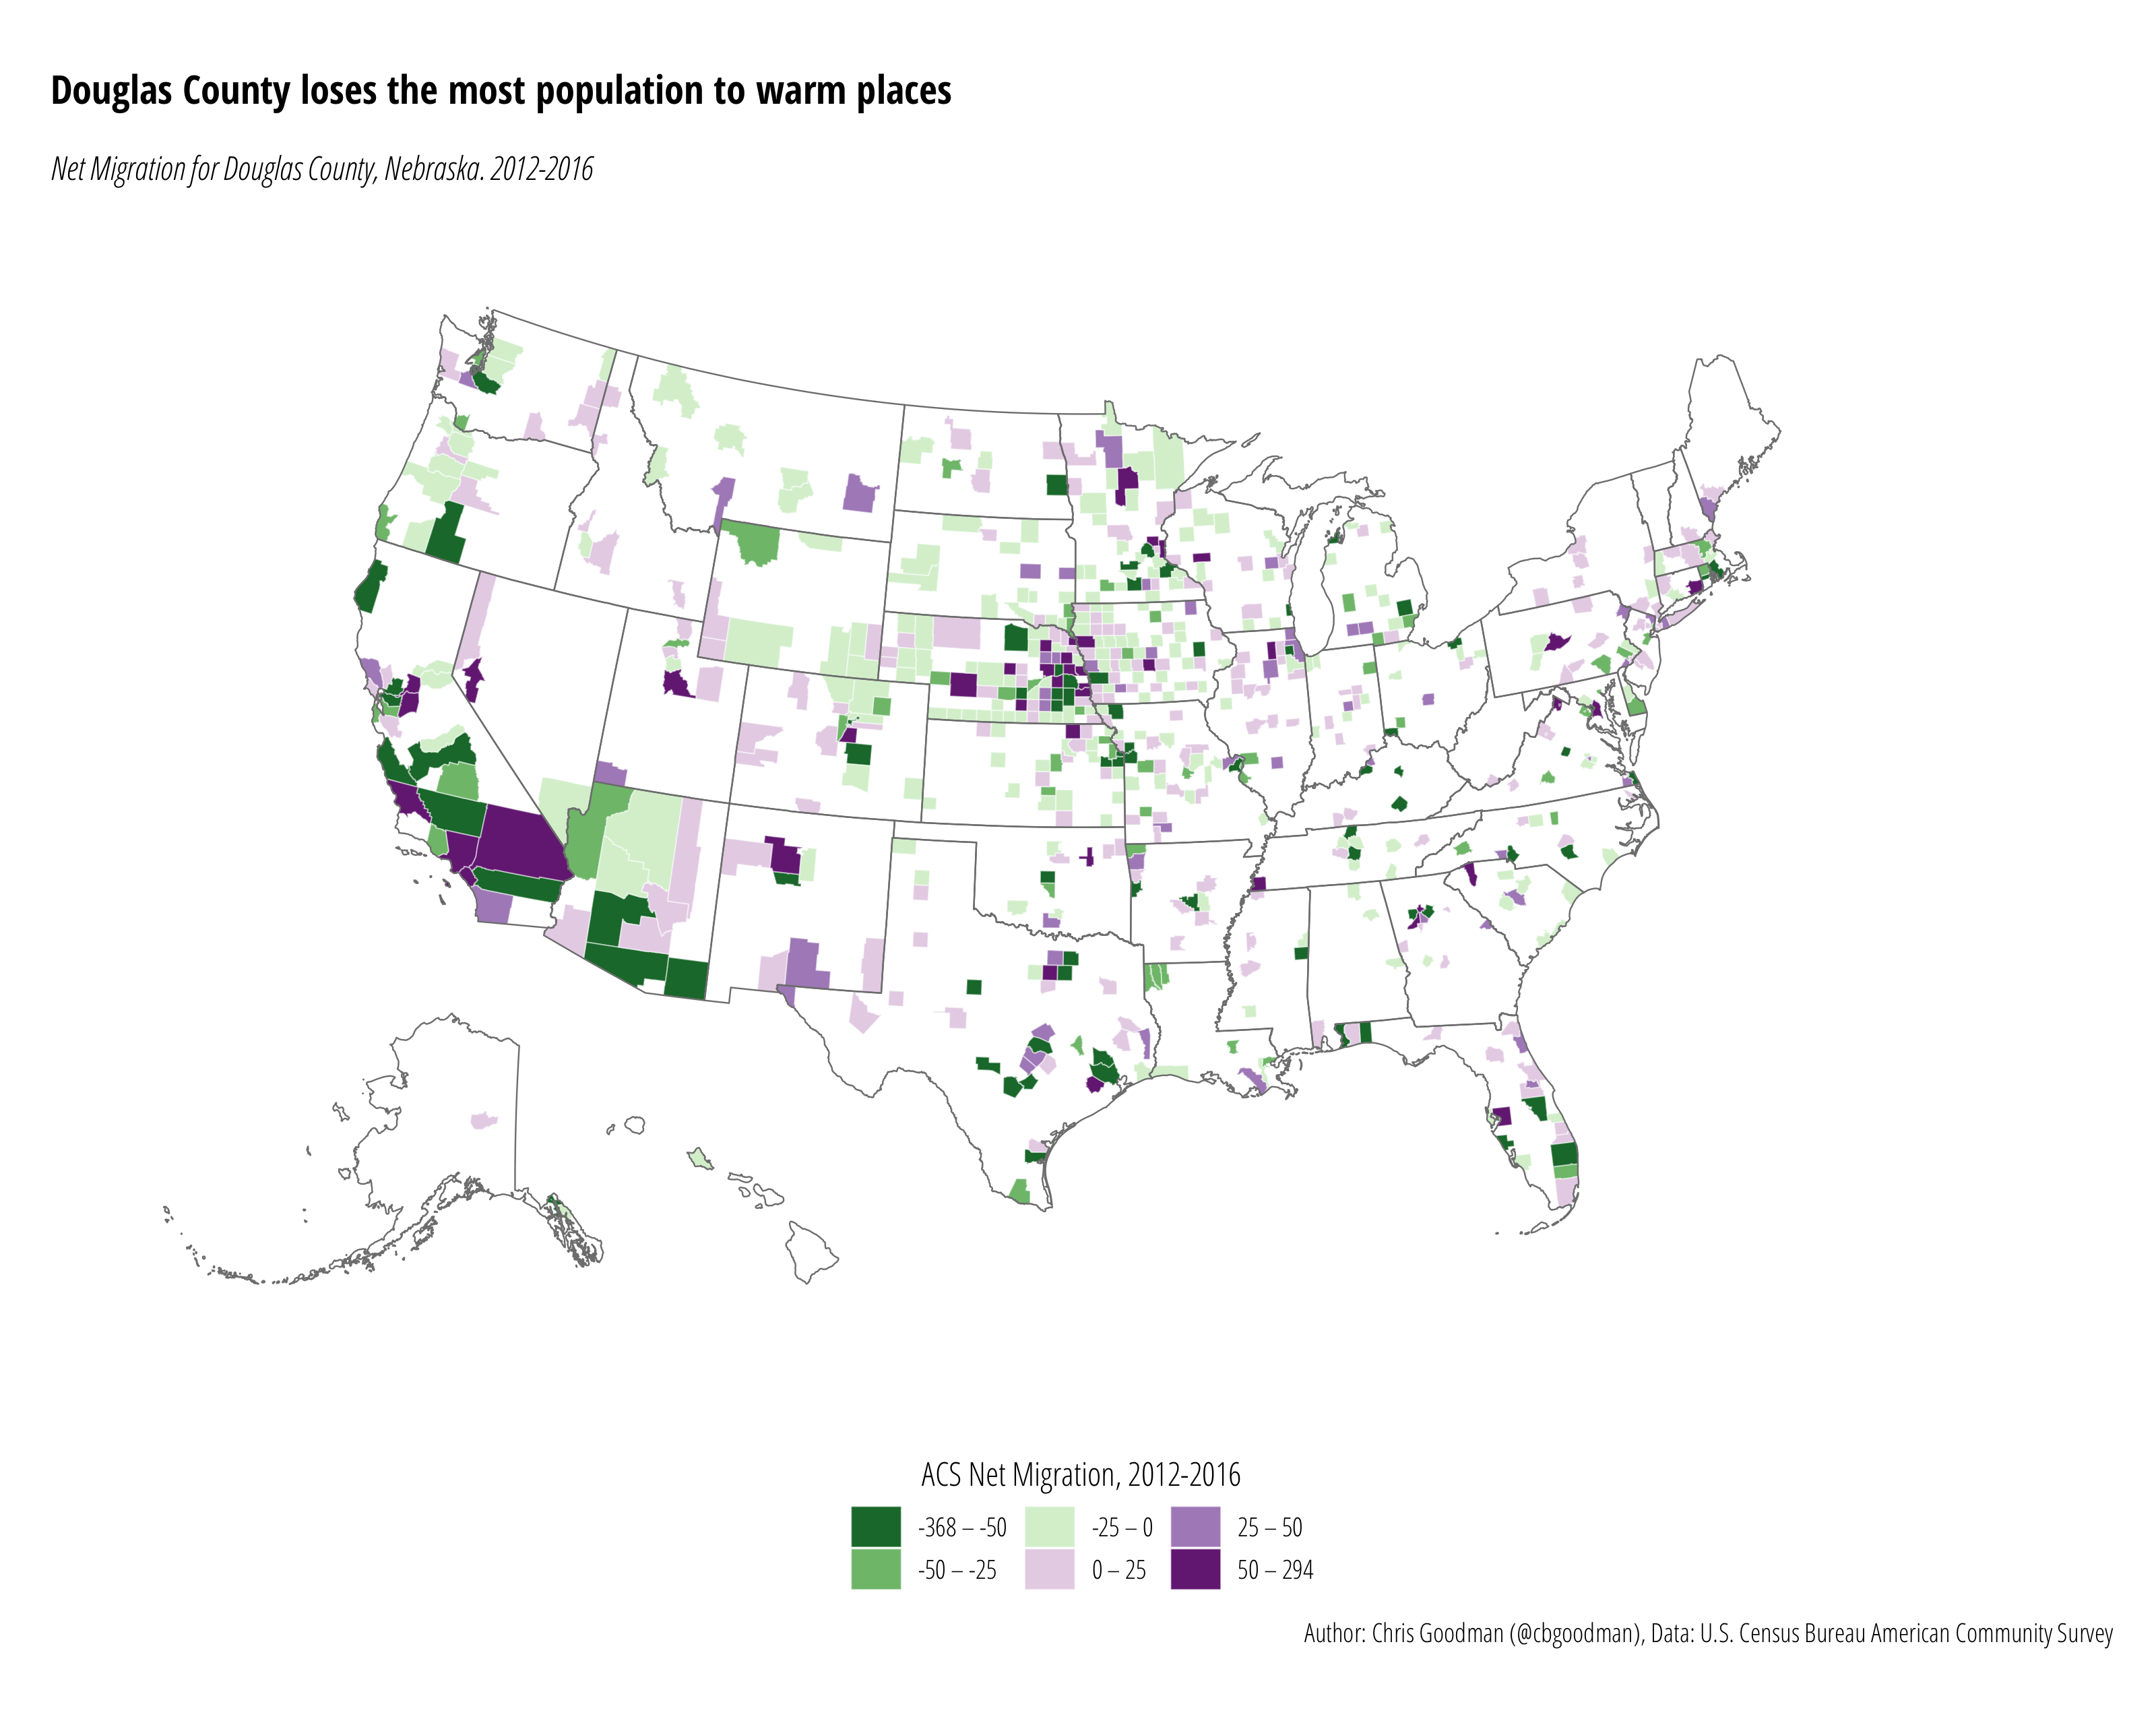 Douglas County loses the most population to warm places
Net Migration for Douglas County, Nebraska. 2012-2016
ACS Net Migration, 2012-2016
-368 – -50
-25 – 0
25 – 50
-50 – -25
0 – 25
50 – 294
Author: Chris Goodman (@cbgoodman), Data: U.S. Census Bureau American Community Survey